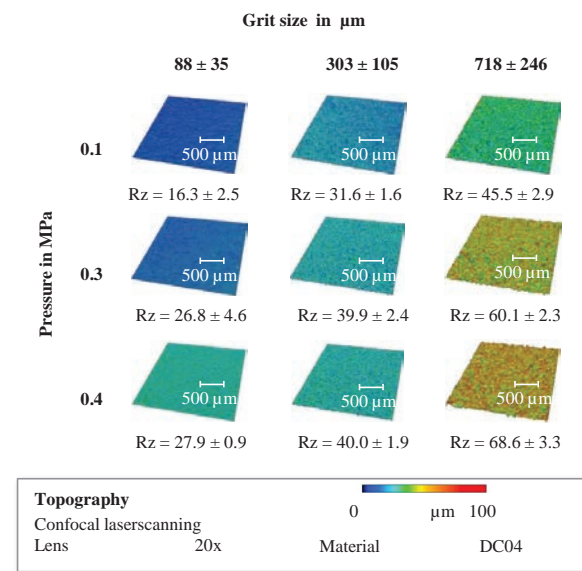 Grit size in µm
88 ± 35 303 ± 105 718 ± 246
Pressure in MPa
0.1
500 µm 500 µm 500 µm
Rz = 16.3 ± 2.5 Rz = 31.6 ± 1.6 Rz = 45.5 ± 2.9
0.3
500 µm 500 µm 500 µm
Rz = 26.8 ± 4.6 Rz = 39.9 ± 2.4 Rz = 60.1 ± 2.3
0.4
500 µm 500 µm 500 µm
Rz = 27.9 ± 0.9 Rz = 40.0 ± 1.9 Rz = 68.6 ± 3.3
Topography
0 µm 100
Confocal laserscanning
Lens 20x Material DC04